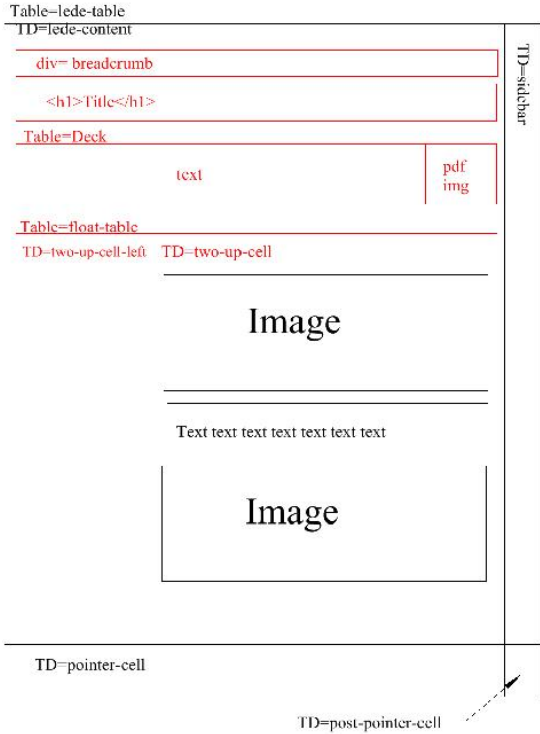 Table=lede-table
TD=lede-content
TD=sidebar
div= breadcrumb
<h1>Title</h1>
Table=Deck
text
pdf
img
Table=float-table
TD=two-up-cell-left
TD=two-up-cell
Image
Text text text text text text text
Image
TD=pointer-cell
TD=post-pointer-cell